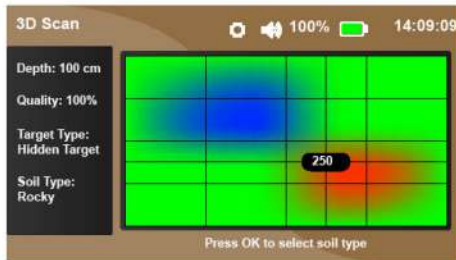 3D Scan
100%
14:09:09
Depth: 100 cm
Quality: 100%
Target Type:
Hidden Target
Soil Type:
Rocky
250
Press OK to select soil type